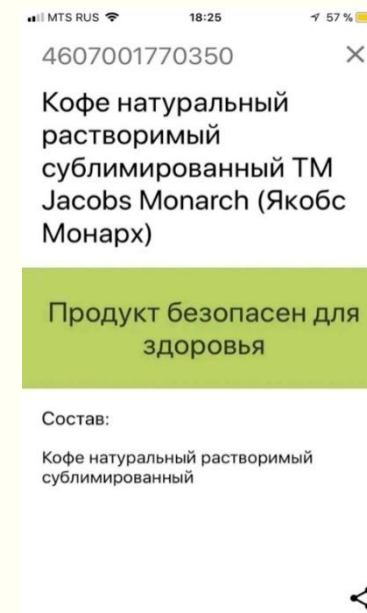 MTS RUS 18:25 57 %
4607001770350
Кофе натуральный
растворимый
сублимированный ТМ
Jacobs Monarch (Якобс
Монарх)
Продукт безопасен для
здоровья
Состав:
Кофе натуральный растворимый
сублимированный